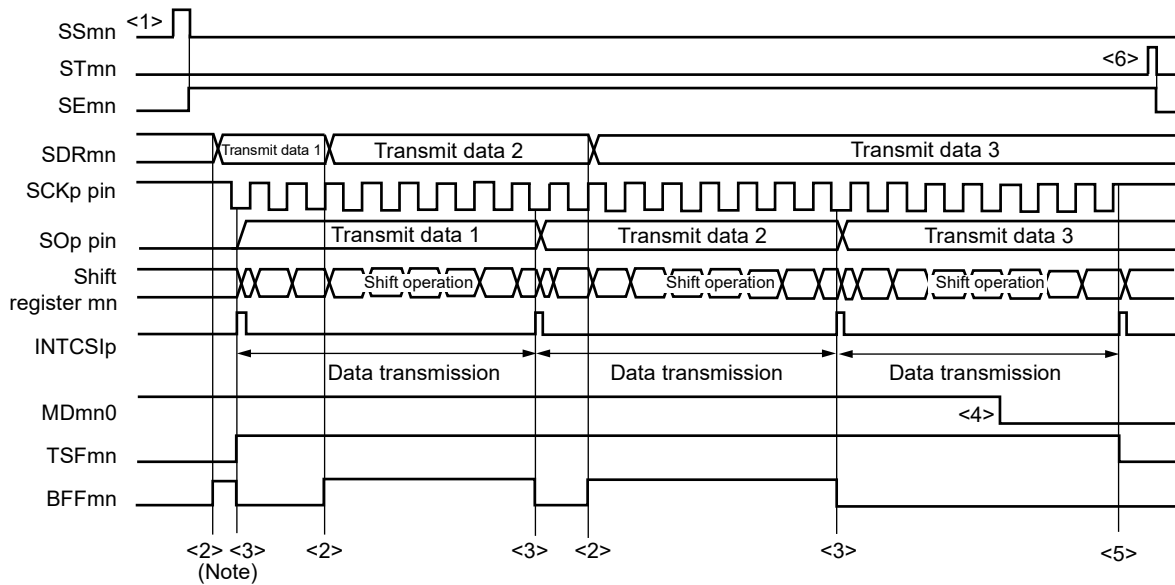 <1>
SSmn
STmn
<6>
SEmn
SDRmn
Transmit data 1
Transmit data 2
Transmit data 3
SCKp pin
SOp pin
Transmit data 1
Transmit data 2
Transmit data 3
Shift
register mn
Shift operation
Shift operation
Shift operation
INTCSIp
Data transmission
Data transmission
Data transmission
MDmn0
<4>
TSFmn
BFFmn
<2>
(Note)
<3>
<2>
<3>
<2>
<3>
<5>